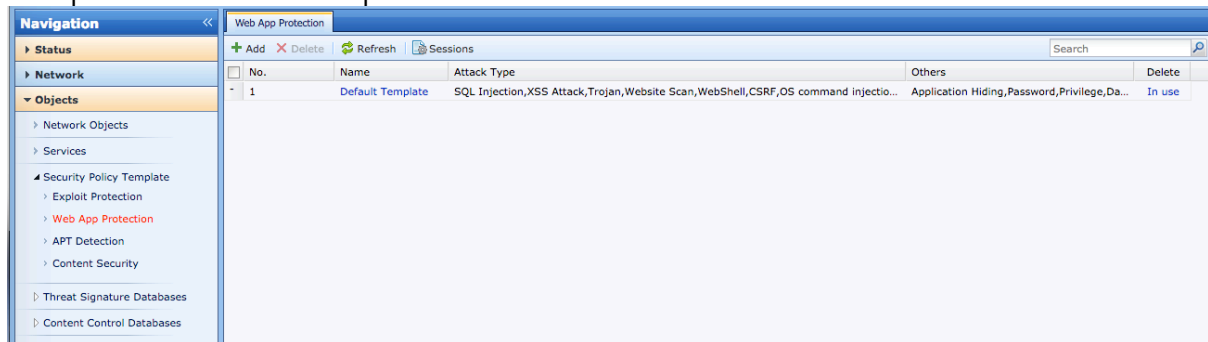 Navigation
Status
Network
Objects
Network Objects
Services
Security Policy Template
Exploit Protection
Web App Protection
APT Detection
Content Security
Threat Signature Databases
Content Control Databases
Web App Protection
Add Delete Refresh Sessions Search
No. Name Attack Type Others Delete
1 Default Template SQL Injection,XSS Attack,Trojan,Website Scan,WebShell,CSRF,OS command injectio... Application Hiding,Password,Privilege,Da... In use